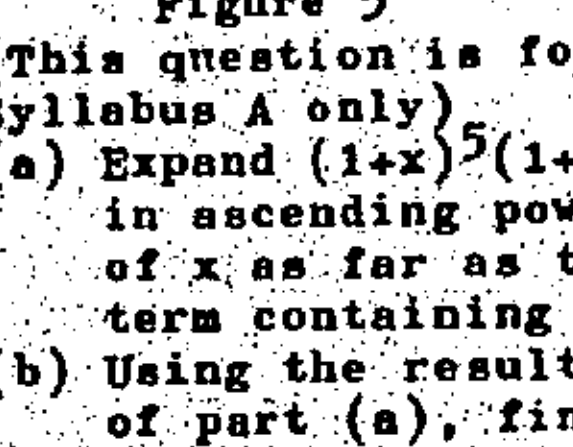 Figure 5
This question is fo
yllabus A only)
a) Expand (1+x)^5(1+
in ascending pow
of x as far as t
term containing
b) Using the result
of part (a), fin